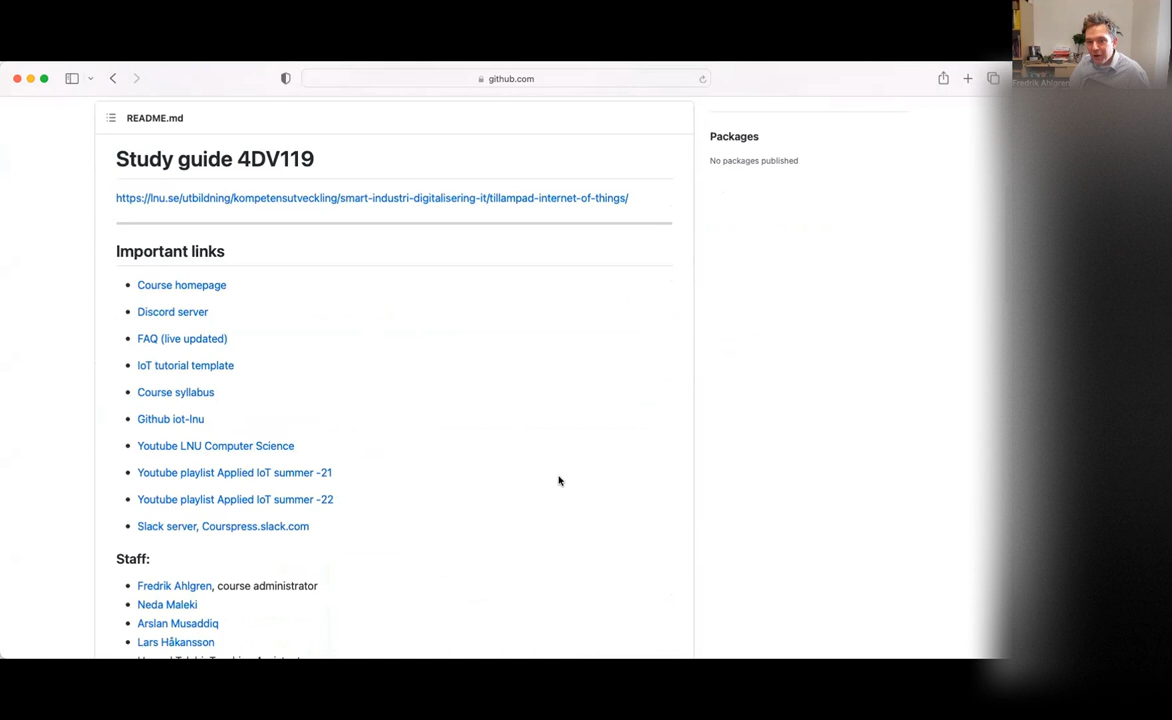 github.com
Fredrik Ahlgren
README.md
Study guide 4DV119
https://lnu.se/utbildning/kompetensutveckling/smart-industri-digitalisering-it/tillampad-internet-of-things/
Important links
Course homepage
Discord server
FAQ (live updated)
IoT tutorial template
Course syllabus
Github iot-lnu
Youtube LNU Computer Science
Youtube playlist Applied IoT summer -21
Youtube playlist Applied IoT summer -22
Slack server, Courspress.slack.com
Staff:
Fredrik Ahlgren, course administrator
Neda Maleki
Arslan Musaddiq
Lars Håkansson
Packages
No packages published